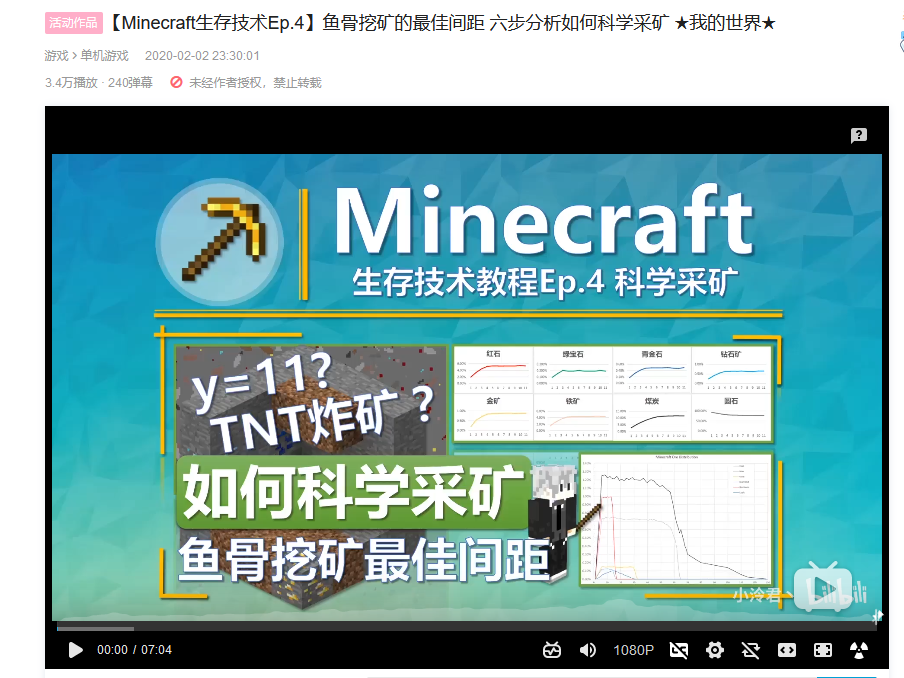 活动作品 【Minecraft生存技术Ep.4】鱼骨挖矿的最佳间距 六步分析如何科学采矿 ★我的世界★
游戏 > 单机游戏 2020-02-02 23:30:01
3.4万播放 · 240弹幕 未经作者授权，禁止转载
?
Minecraft
生存技术教程Ep.4 科学采矿
y=11?
TNT炸矿？
如何科学采矿
鱼骨挖矿最佳间距
红石 绿宝石 青金石 钻石矿
金矿 铁矿 煤炭 圆石
小泠君丶 bilibili
00:00 / 07:04 1080P